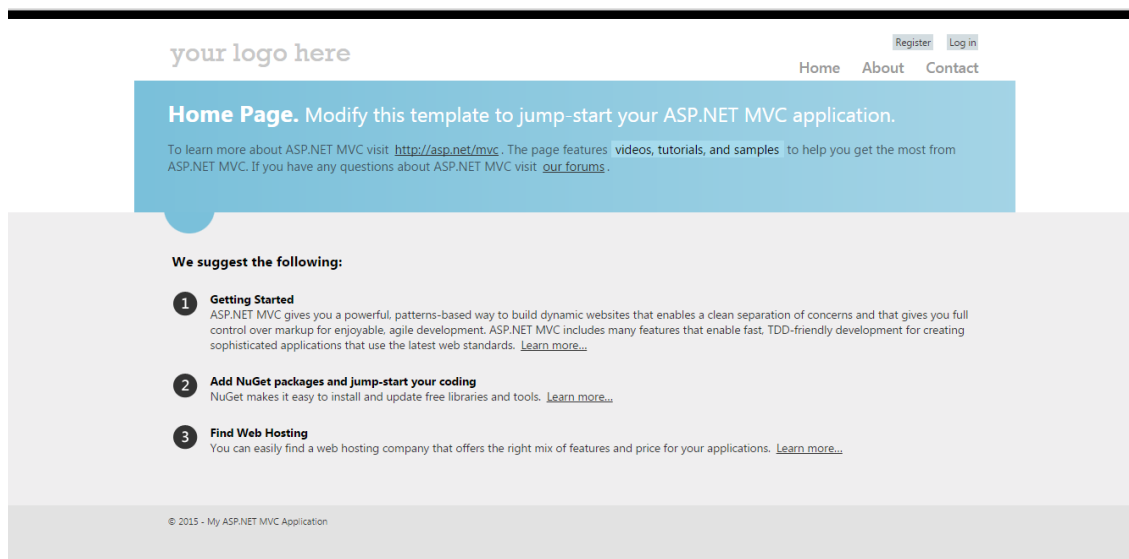 your logo here
Register Log in
Home About Contact
Home Page. Modify this template to jump-start your ASP.NET MVC application.
To learn more about ASP.NET MVC visit http://asp.net/mvc. The page features videos, tutorials, and samples to help you get the most from
ASP.NET MVC. If you have any questions about ASP.NET MVC visit our forums.
We suggest the following:
1 Getting Started
ASP.NET MVC gives you a powerful, patterns-based way to build dynamic websites that enables a clean separation of concerns and that gives you full
control over markup for enjoyable, agile development. ASP.NET MVC includes many features that enable fast, TDD-friendly development for creating
sophisticated applications that use the latest web standards. Learn more...
2 Add NuGet packages and jump-start your coding
NuGet makes it easy to install and update free libraries and tools. Learn more...
3 Find Web Hosting
You can easily find a web hosting company that offers the right mix of features and price for your applications. Learn more...
© 2015 - My ASP.NET MVC Application